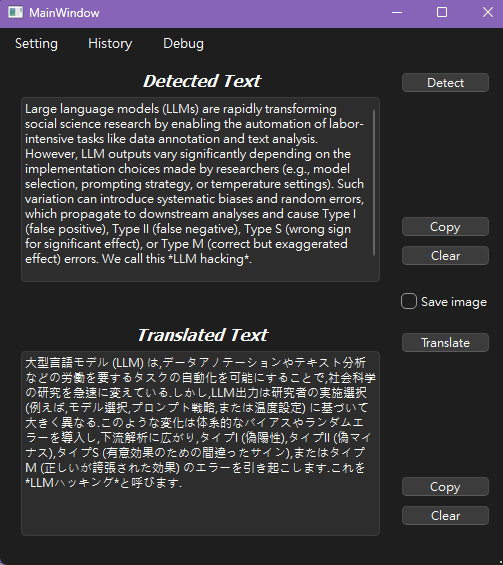 MainWindow
Setting History Debug
Detected Text
Detect
Large language models (LLMs) are rapidly transforming
social science research by enabling the automation of labor-
intensive tasks like data annotation and text analysis.
However, LLM outputs vary significantly depending on the
implementation choices made by researchers (e.g., model
selection, prompting strategy, or temperature settings). Such
variation can introduce systematic biases and random errors,
which propagate to downstream analyses and cause Type I
(false positive), Type II (false negative), Type S (wrong sign
for significant effect), or Type M (correct but exaggerated
effect) errors. We call this *LLM hacking*.
Copy
Clear
Save image
Translated Text
Translate
大型言語モデル (LLM) は,データアノテーションやテキスト分析
などの労働を要するタスクの自動化を可能にすることで,社会科学
の研究を急速に変えている.しかし,LLM出力は研究者の実施選択
(例えば,モデル選択,プロンプト戦略,または温度設定) に基づいて
大きく異なる.このような変化は体系的なバイアスやランダムエ
ラーを導入し,下流解析に広がり,タイプI (偽陽性),タイプII (偽マイ
ナス),タイプS (有意効果のための間違ったサイン),またはタイプ
M (正しいが誇張された効果) のエラーを引き起こします.これを
*LLMハッキング*と呼びます.
Copy
Clear